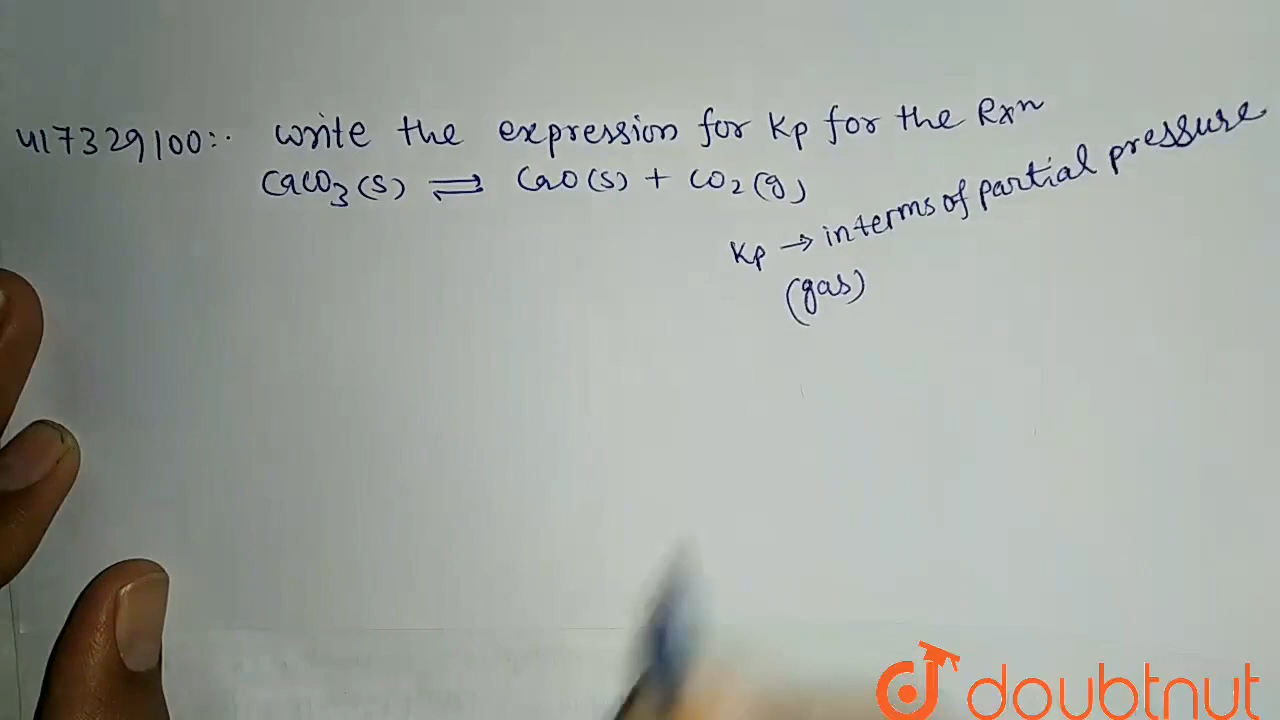 417329100:- write the expression for Kp for the Rxn
CaCO3(s) ⇌ CaO(s) + CO2(g)
Kp → interms of partial pressure
(gas)
doubtnut